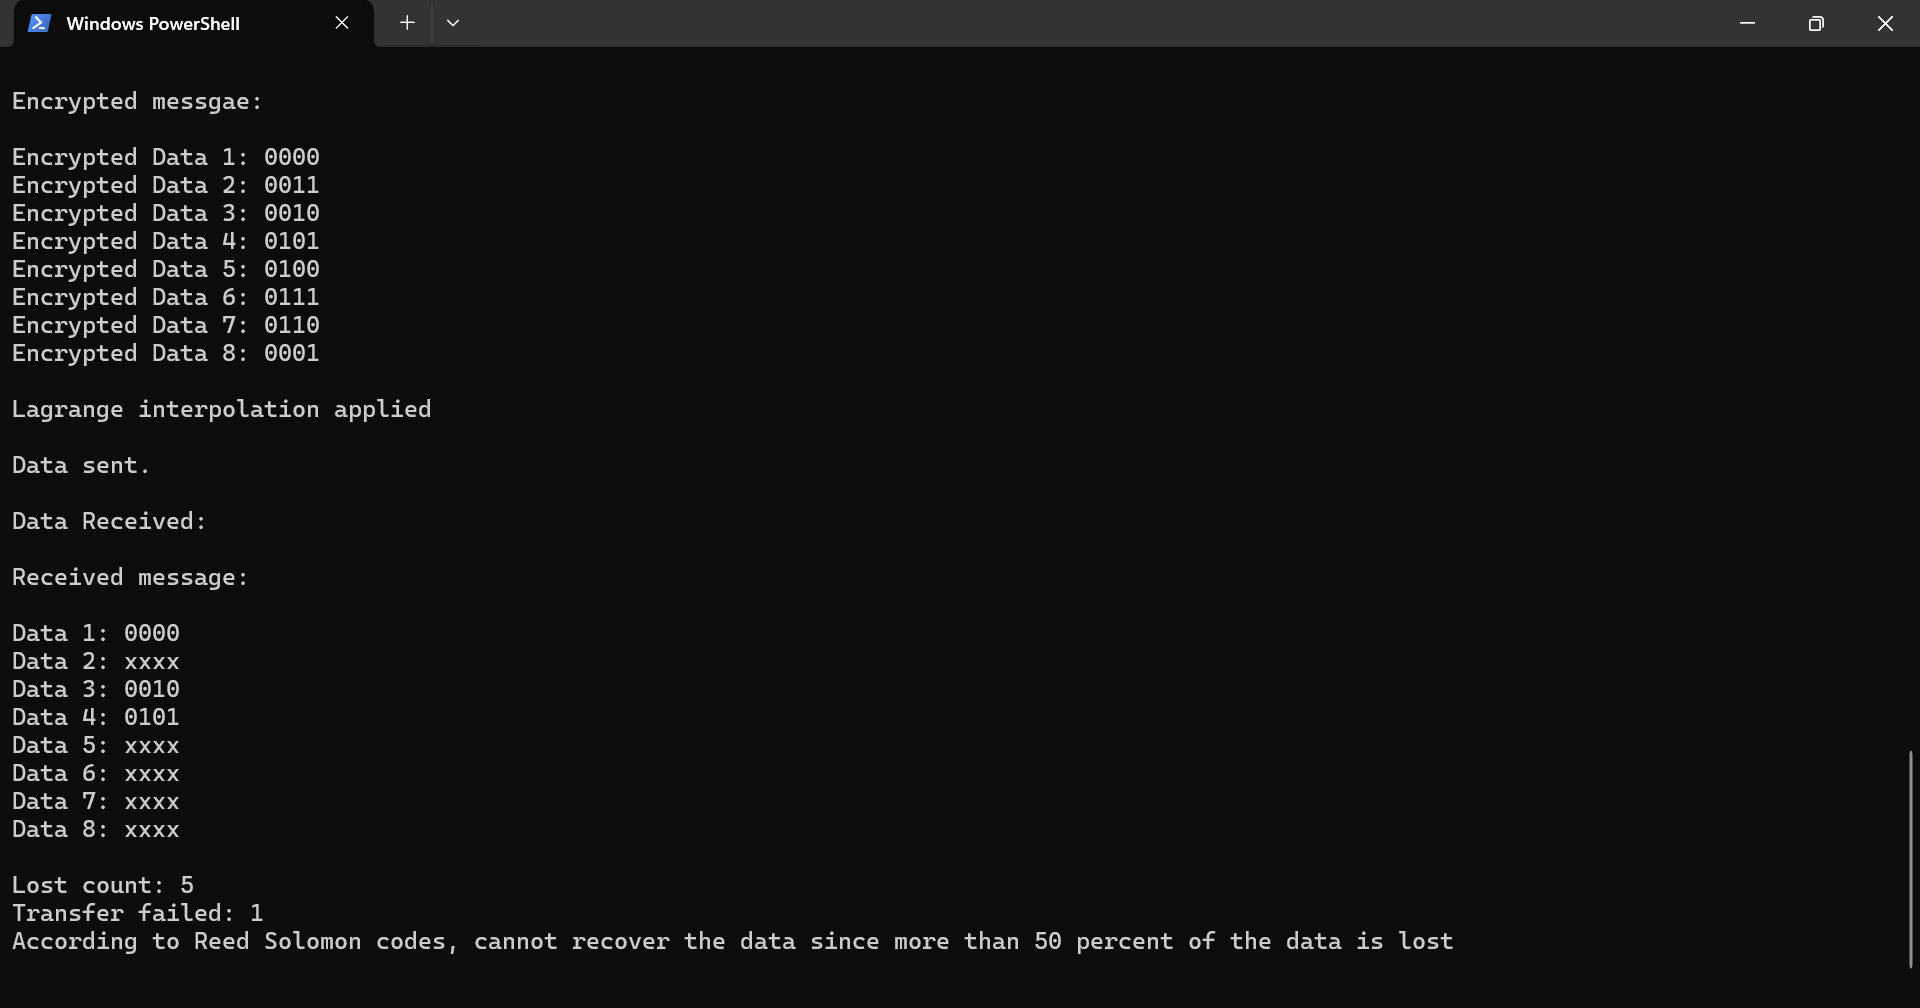 Windows PowerShell
Encrypted messgae:
Encrypted Data 1: 0000
Encrypted Data 2: 0011
Encrypted Data 3: 0010
Encrypted Data 4: 0101
Encrypted Data 5: 0100
Encrypted Data 6: 0111
Encrypted Data 7: 0110
Encrypted Data 8: 0001
Lagrange interpolation applied
Data sent.
Data Received:
Received message:
Data 1: 0000
Data 2: xxxx
Data 3: 0010
Data 4: 0101
Data 5: xxxx
Data 6: xxxx
Data 7: xxxx
Data 8: xxxx
Lost count: 5
Transfer failed: 1
According to Reed Solomon codes, cannot recover the data since more than 50 percent of the data is lost